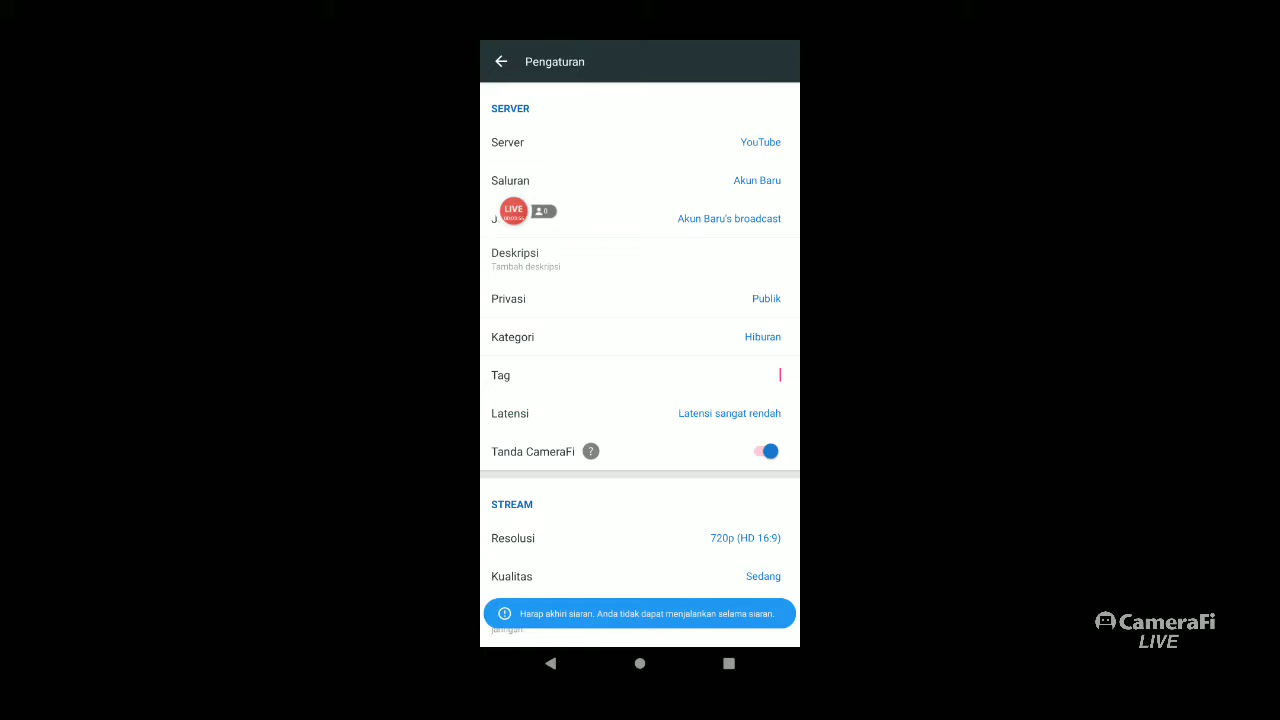 Pengaturan
SERVER
Server YouTube
Saluran Akun Baru
LIVE 0
J Akun Baru's broadcast
Deskripsi
Tambah deskripsi
Privasi Publik
Kategori Hiburan
Tag
Latensi Latensi sangat rendah
Tanda CameraFi ?
STREAM
Resolusi 720p (HD 16:9)
Kualitas Sedang
Harap akhiri siaran. Anda tidak dapat menjalankan selama siaran.
jaringan.
CameraFi
LIVE